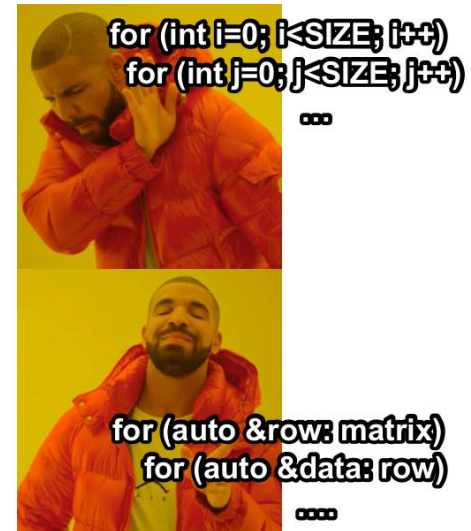 for (int i=0; i<SIZE; i++)
for (int j=0; j<SIZE; j++)
...
for (auto &row: matrix)
for (auto &data: row)
....